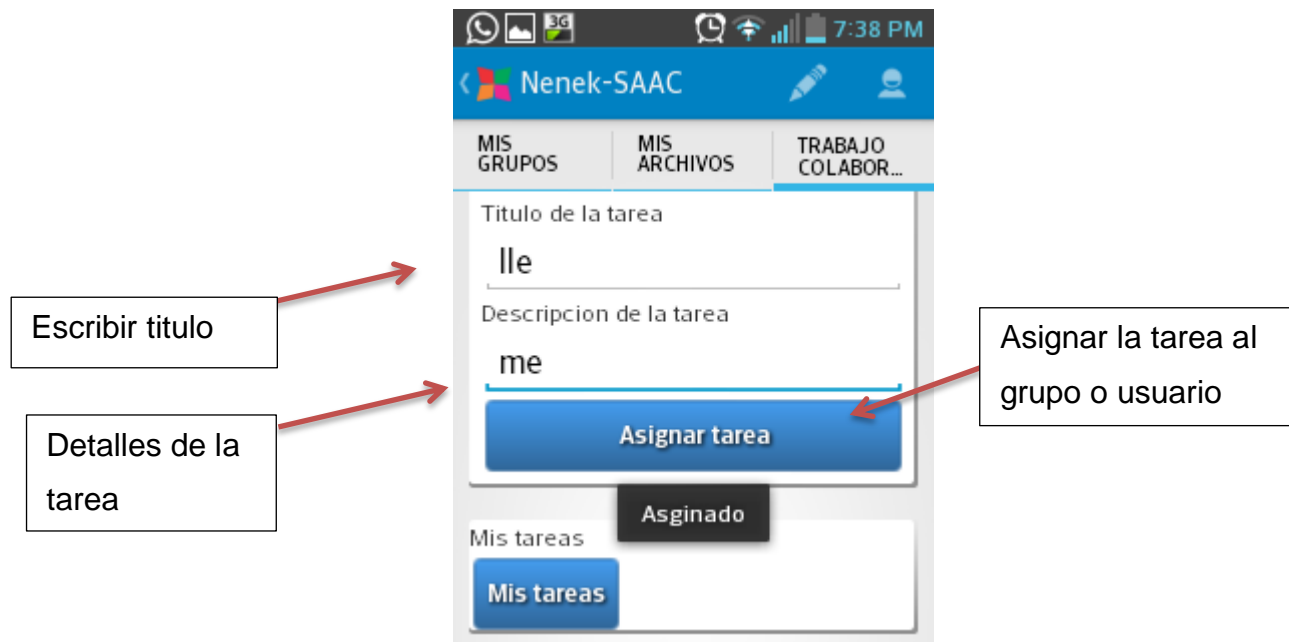 3G
7:38 PM
Nenek-SAAC
MIS
GRUPOS
MIS
ARCHIVOS
TRABAJO
COLABOR...
Titulo de la tarea
lle
Descripcion de la tarea
me
Asignar tarea
Asginado
Mis tareas
Mis tareas
Escribir titulo
Detalles de la
tarea
Asignar la tarea al
grupo o usuario